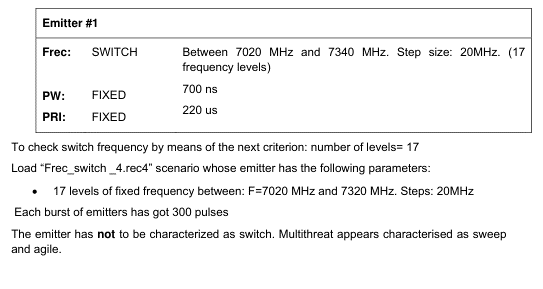 Emitter #1
Frec: SWITCH Between 7020 MHz and 7340 MHz. Step size: 20MHz. (17
frequency levels)
PW: FIXED 700 ns
PRI: FIXED 220 us
To check switch frequency by means of the next criterion: number of levels= 17
Load “Frec_switch _4.rec4” scenario whose emitter has the following parameters:
• 17 levels of fixed frequency between: F=7020 MHz and 7320 MHz. Steps: 20MHz
Each burst of emitters has got 300 pulses
The emitter has not to be characterized as switch. Multithreat appears characterised as sweep
and agile.